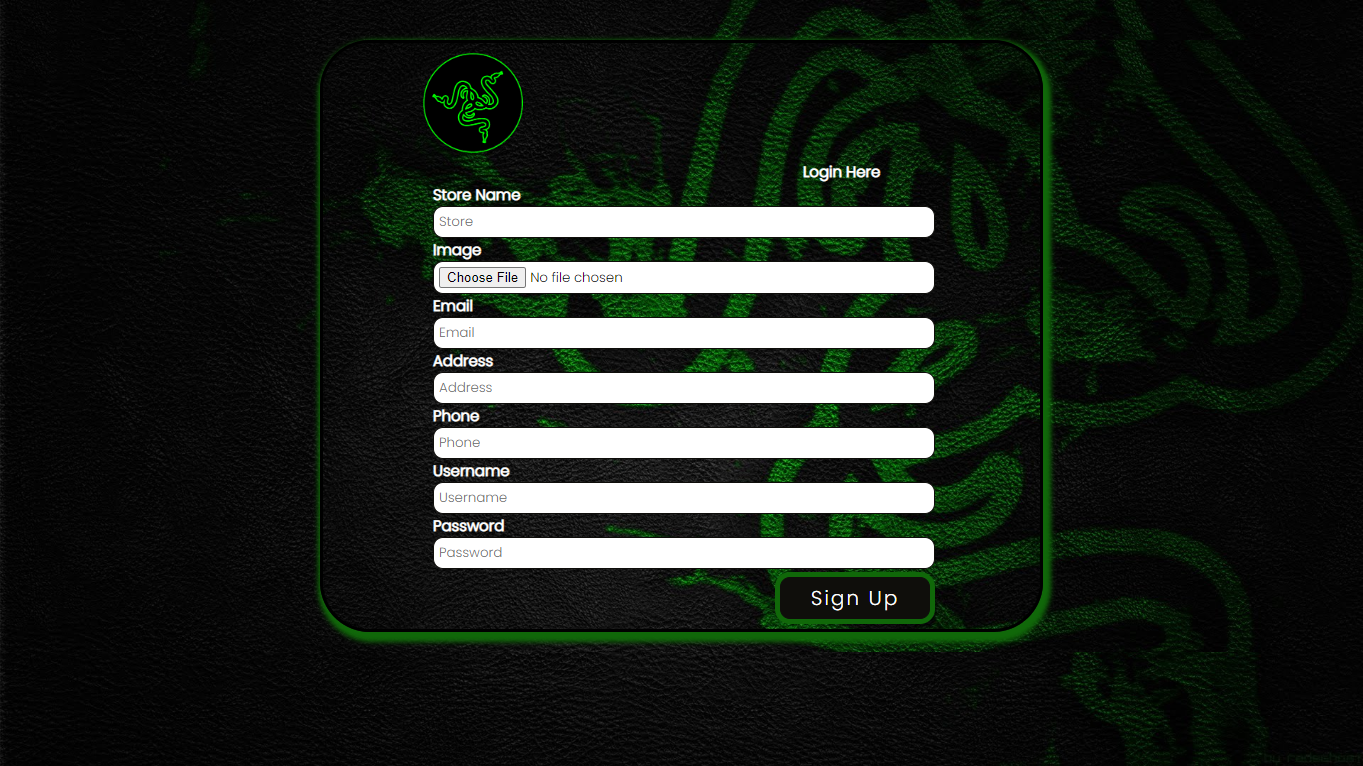 Login Here
Store Name
Store
Image
Choose File No file chosen
Email
Email
Address
Address
Phone
Phone
Username
Username
Password
Password
Sign Up